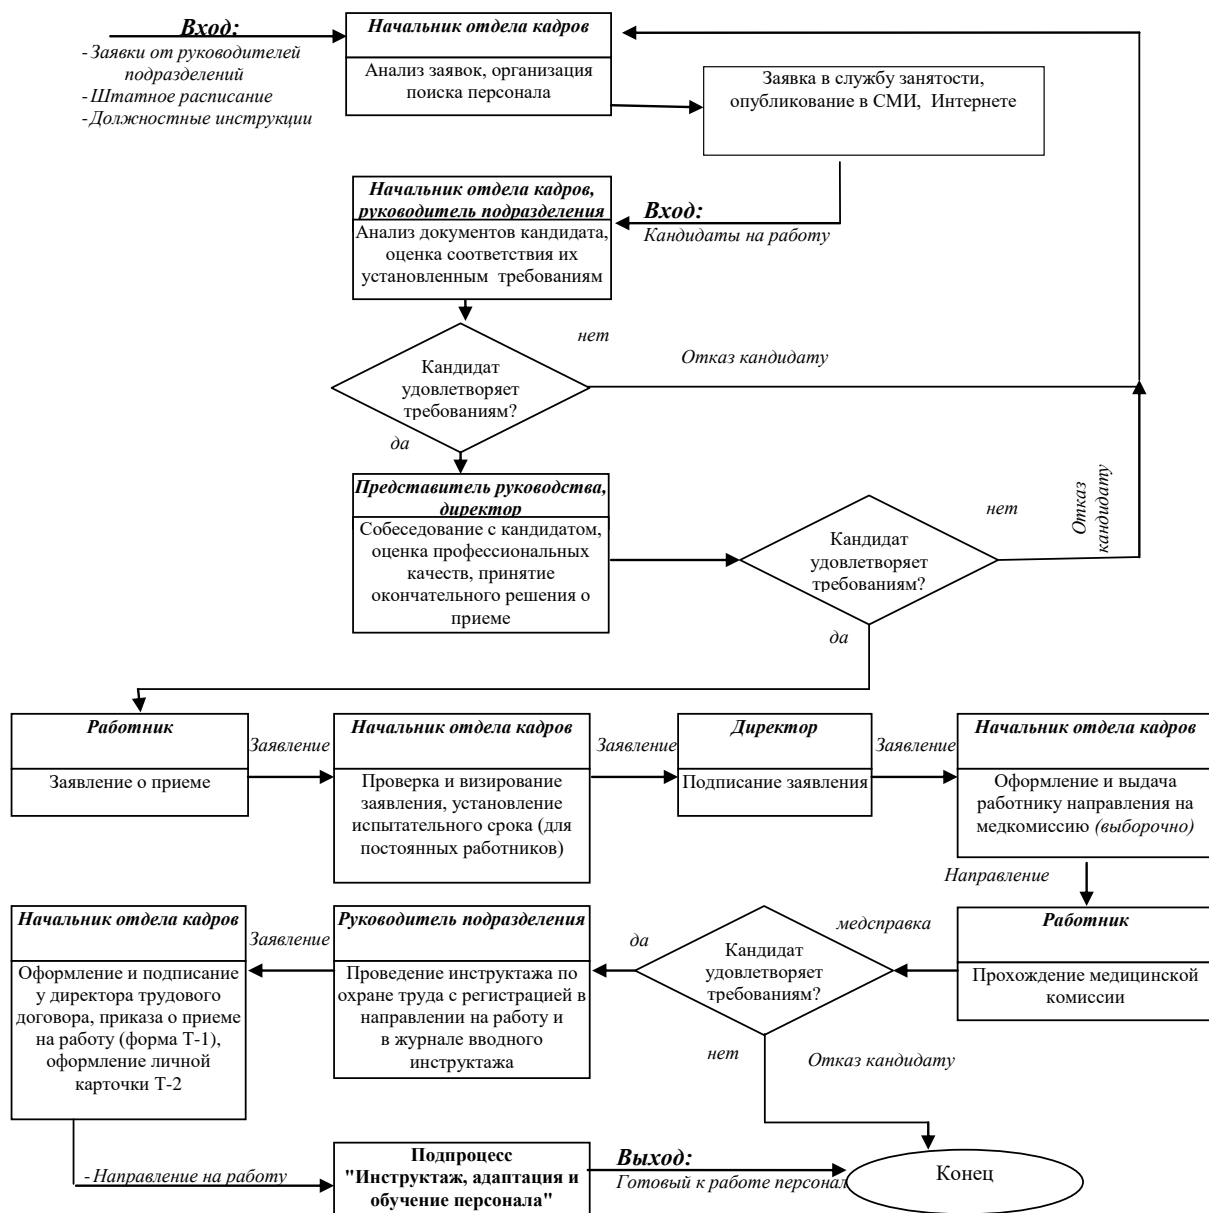 Вход:
- Заявки от руководителей
подразделений
- Штатное расписание
- Должностные инструкции
Начальник отдела кадров
Анализ заявок, организация
поиска персонала
Заявка в службу занятости,
опубликование в СМИ, Интернете
Начальник отдела кадров,
руководитель подразделения
Анализ документов кандидата,
оценка соответствия их
установленным требованиям
Вход:
Кандидаты на работу
Кандидат
удовлетворяет
требованиям?
нет
Отказ кандидату
да
Представитель руководства,
директор
Собеседование с кандидатом,
оценка профессиональных
качеств, принятие
окончательного решения о
приеме
Кандидат
удовлетворяет
требованиям?
нет
Отказ
кандидату
да
Работник
Заявление о приеме
Заявление
Начальник отдела кадров
Проверка и визирование
заявления, установление
испытательного срока (для
постоянных работников)
Заявление
Директор
Подписание заявления
Заявление
Начальник отдела кадров
Оформление и выдача
работнику направления на
медкомиссию (выборочно)
Направление
Работник
Прохождение медицинской
комиссии
медсправка
Кандидат
удовлетворяет
требованиям?
да
нет
Отказ кандидату
Руководитель подразделения
Проведение инструктажа по
охране труда с регистрацией в
направлении на работу и
в журнале вводного
инструктажа
Заявление
Начальник отдела кадров
Оформление и подписание
у директора трудового
договора, приказа о приеме
на работу (форма Т-1),
оформление личной
карточки Т-2
- Направление на работу
Подпроцесс
"Инструктаж, адаптация и
обучение персонала"
Выход:
Готовый к работе персонал
Конец